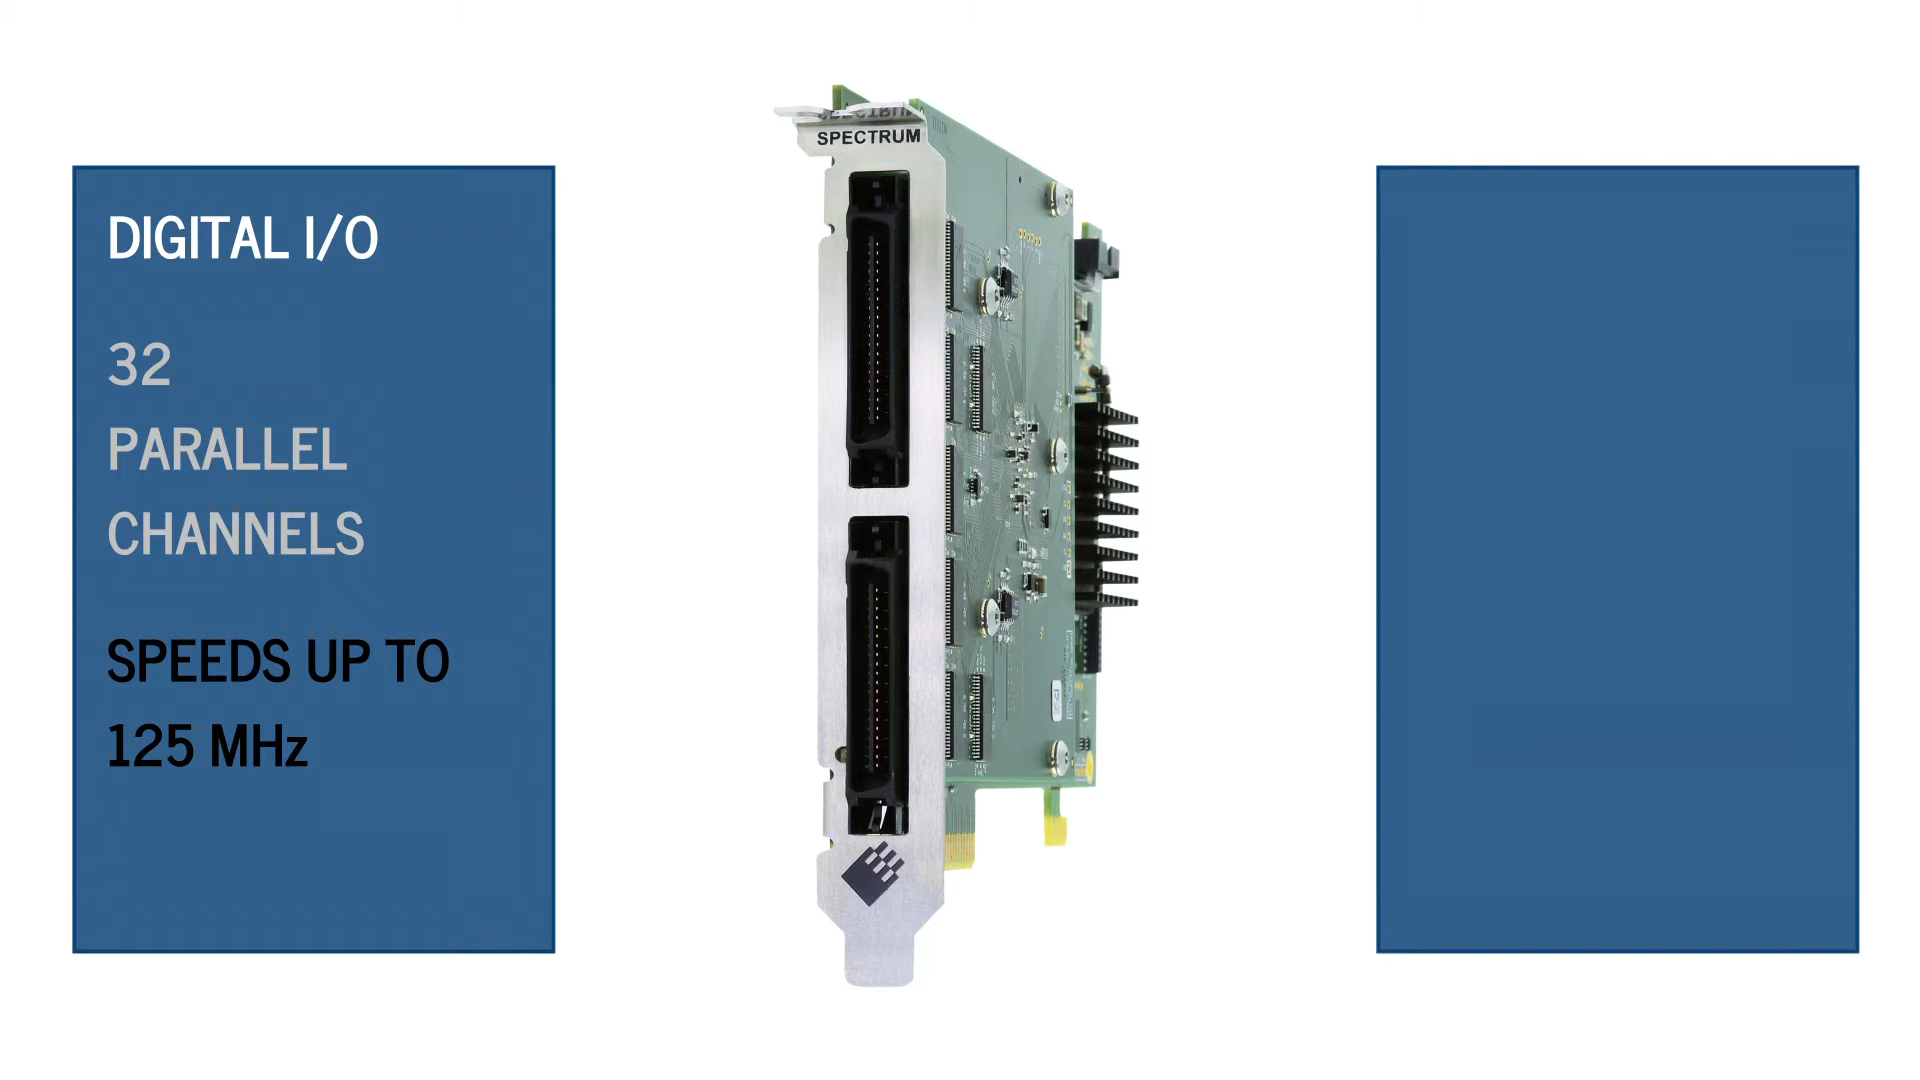 SPECTRUM
DIGITAL I/O
32
PARALLEL
CHANNELS
SPEEDS UP TO
125 MHz